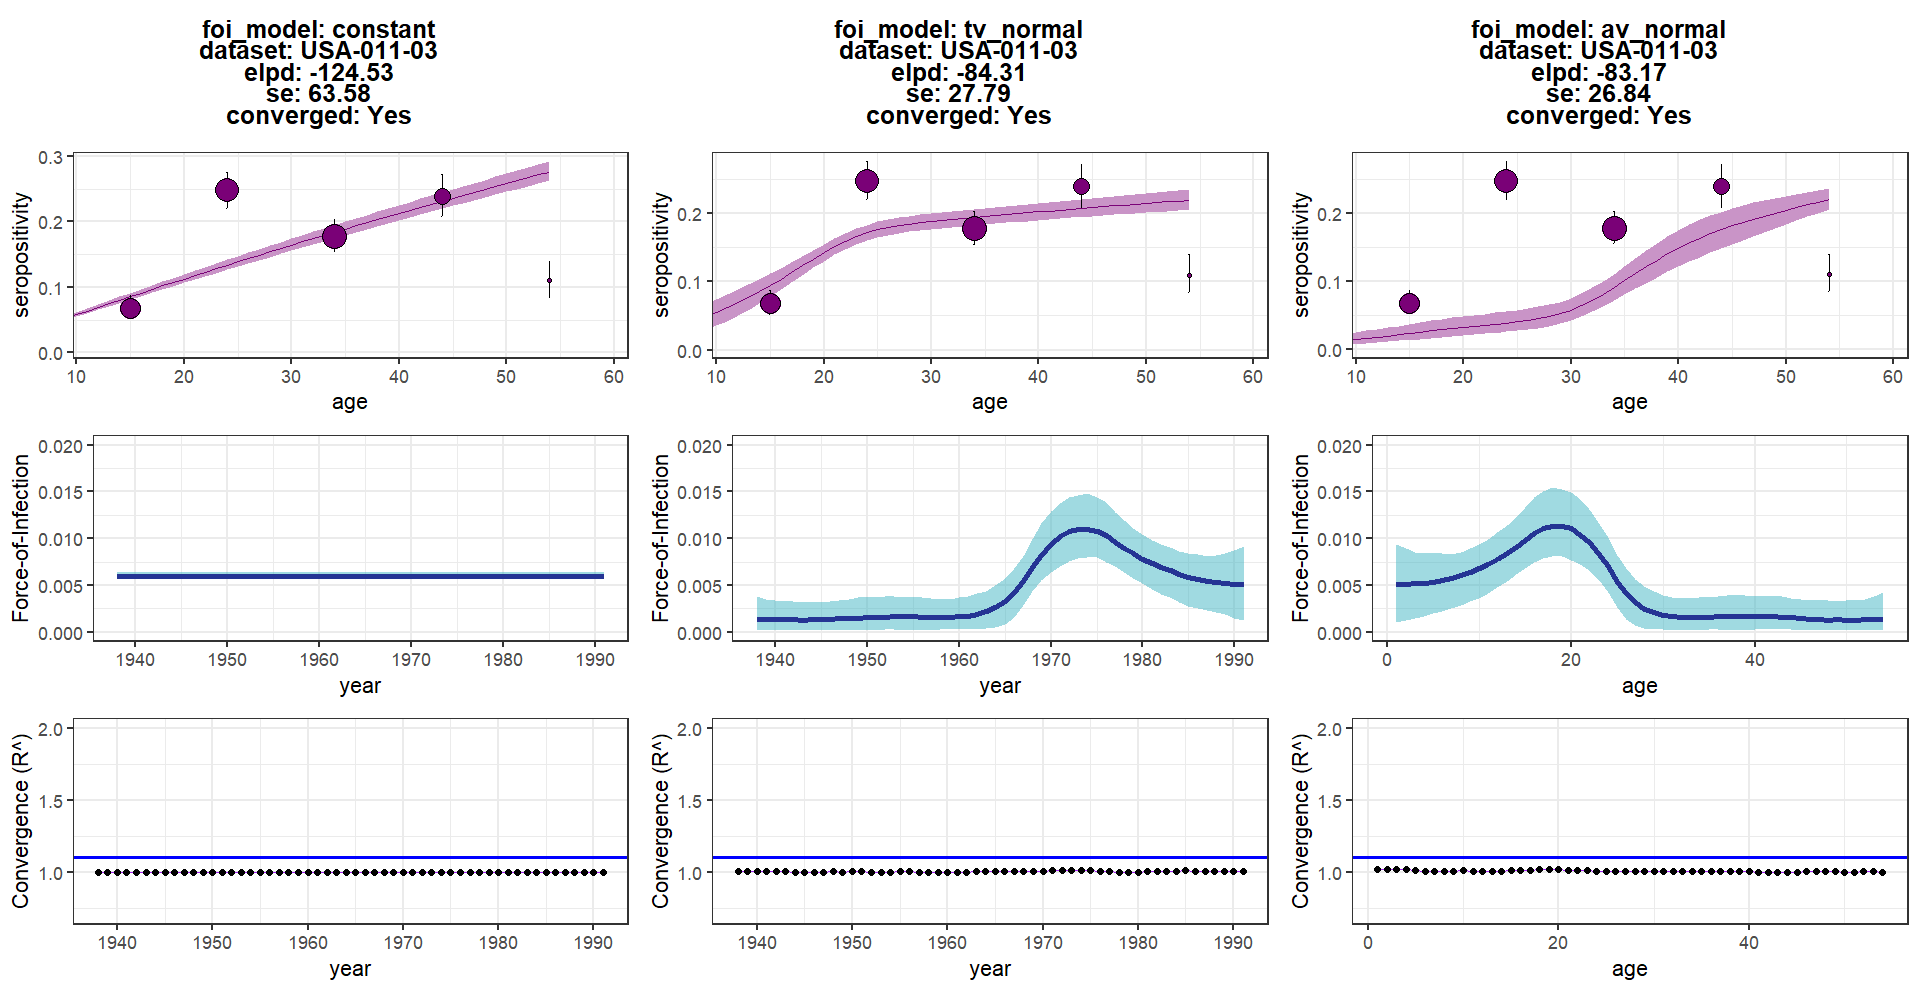 foi_model: constant
dataset: USA-011-03
elpd: -124.53
se: 63.58
converged: Yes
0.3
0.2
0.1
0.0
seropositivity
10 20 30 40 50 60
age
0.020
0.015
0.010
0.005
0.000
Force-of-Infection
1940 1950 1960 1970 1980 1990
year
2.0
1.5
1.0
Convergence (R^)
1940 1950 1960 1970 1980 1990
year
foi_model: tv_normal
dataset: USA-011-03
elpd: -84.31
se: 27.79
converged: Yes
0.2
0.1
0.0
seropositivity
10 20 30 40 50 60
age
0.020
0.015
0.010
0.005
0.000
Force-of-Infection
1940 1950 1960 1970 1980 1990
year
2.0
1.5
1.0
Convergence (R^)
1940 1950 1960 1970 1980 1990
year
foi_model: av_normal
dataset: USA-011-03
elpd: -83.17
se: 26.84
converged: Yes
0.2
0.1
0.0
seropositivity
10 20 30 40 50 60
age
0.020
0.015
0.010
0.005
0.000
Force-of-Infection
0 20 40
age
2.0
1.5
1.0
Convergence (R^)
0 20 40
age